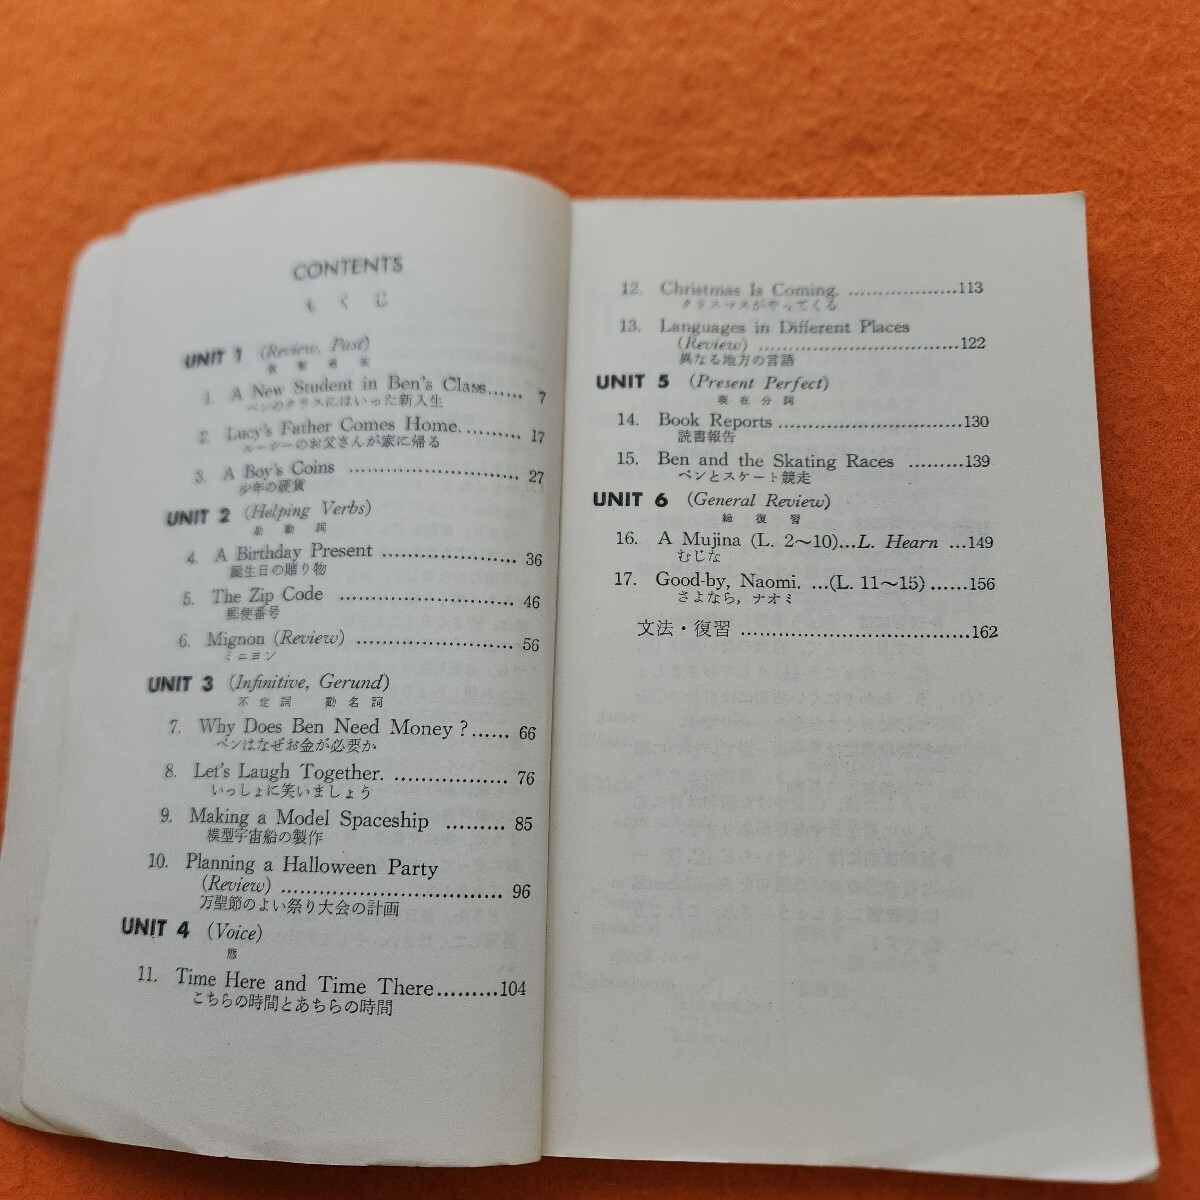 CONTENTS
もくじ
UNIT 1 (Review, Past)
復習 過去
1. A New Student in Ben's Class...... 7
ベンのクラスにはいった新入生
2. Lucy's Father Comes Home. ......... 17
ルーシーのお父さんが家に帰る
3. A Boy's Coins .............................. 27
少年の硬貨
UNIT 2 (Helping Verbs)
助動詞
4. A Birthday Present ........................ 36
誕生日の贈り物
5. The Zip Code .............................. 46
郵便番号
6. Mignon (Review) ........................... 56
ミニヨン
UNIT 3 (Infinitive, Gerund)
不定詞 動名詞
7. Why Does Ben Need Money ?...... 66
ベンはなぜお金が必要か
8. Let's Laugh Together. .................. 76
いっしょに笑いましょう
9. Making a Model Spaceship ......... 85
模型宇宙船の製作
10. Planning a Halloween Party
(Review) ....................................... 96
万聖節のよい祭り大会の計画
UNIT 4 (Voice)
態
11. Time Here and Time There.........104
こちらの時間とあちらの時間
12. Christmas Is Coming. ..................113
クリスマスがやってくる
13. Languages in Different Places
(Review) .......................................122
異なる地方の言語
UNIT 5 (Present Perfect)
現在分詞
14. Book Reports ..............................130
読書報告
15. Ben and the Skating Races .........139
ベンとスケート競走
UNIT 6 (General Review)
総復習
16. A Mujina (L. 2〜10)...L. Hearn ...149
むじな
17. Good-by, Naomi. ...(L. 11〜15)......156
さよなら，ナオミ
文法・復習 .......................................162